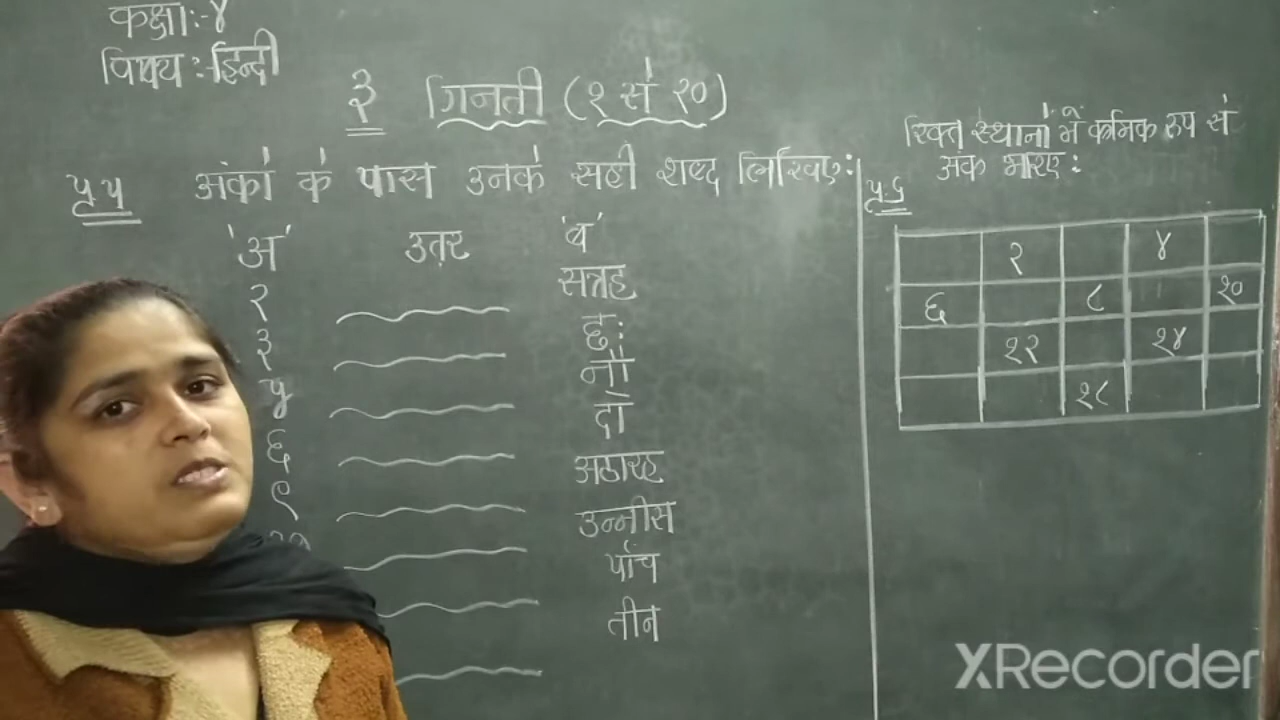 कक्षा:-४
विषय:-हिन्दी
३ गिनती (१ से २०)
पृ.५ अंको के पास उनके सही शब्द लिखिए:
'अ' उत्तर 'ब'
२ सत्रह
३ छ:
५ नौ
६ दो
९ अठारह
उन्नीस
पाँच
तीन
रिक्त स्थानों में क्रमिक रुप से
अंक भरिए:
पृ.६
२ ४
६ ८ १०
१२ १४
१८
XRecorder